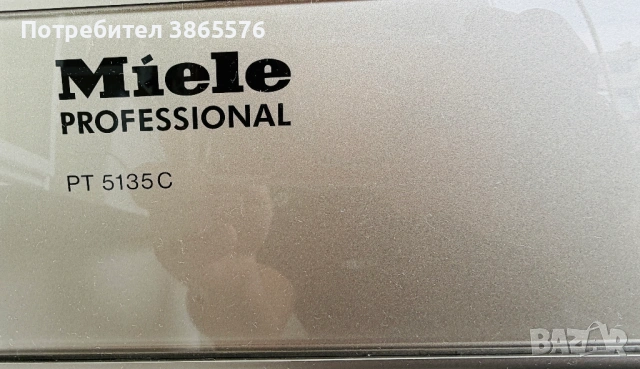 Потребител 3865576
Miele
PROFESSIONAL
PT 5135 C
BAZAR